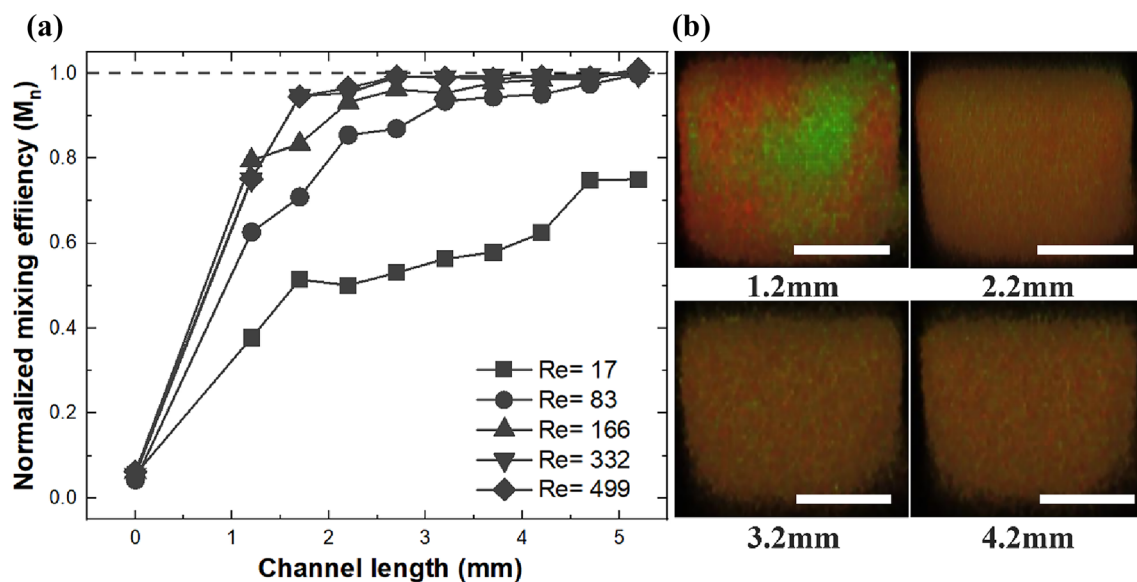 (a)
(b)
Normalized mixing effiiency (Mn)
1.0
0.8
0.6
0.4
0.2
0.0
Re= 17
Re= 83
Re= 166
Re= 332
Re= 499
0 1 2 3 4 5
Channel length (mm)
1.2mm 2.2mm
3.2mm 4.2mm